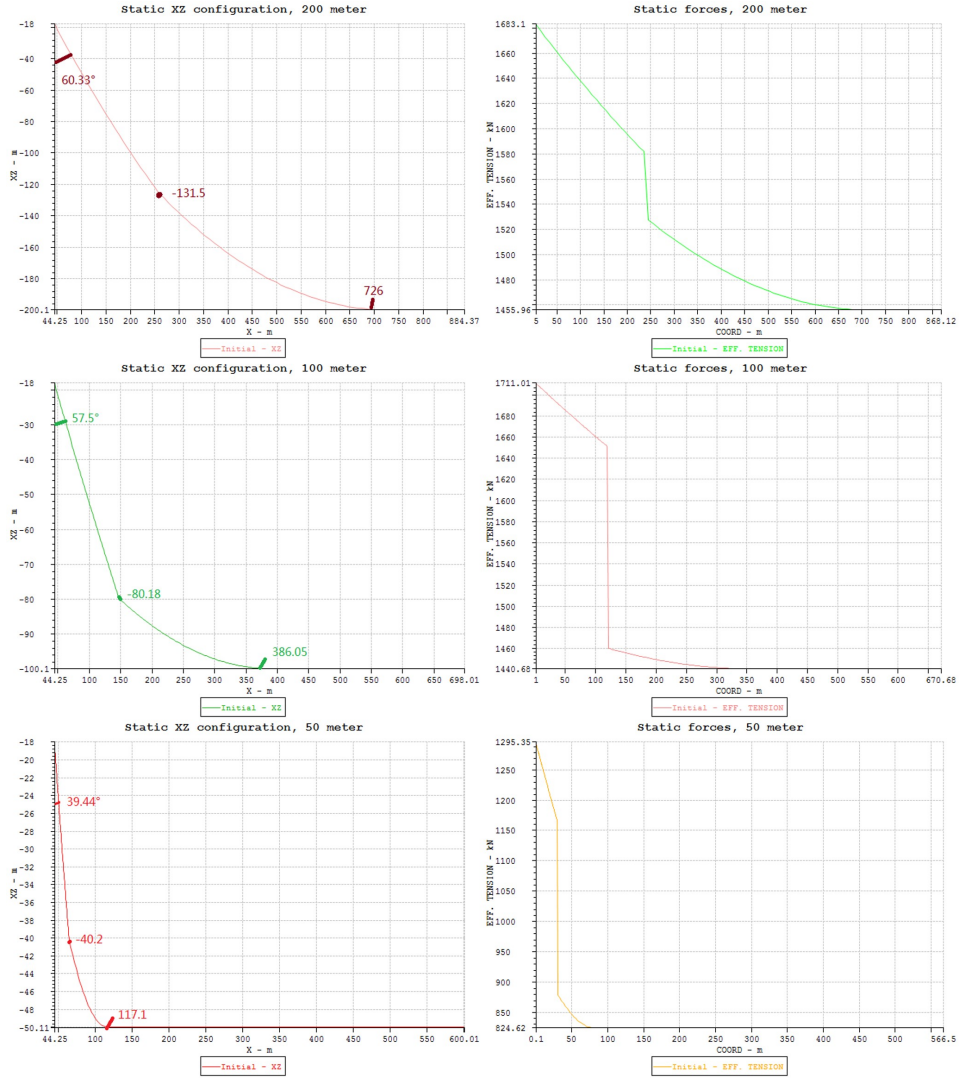 Static XZ configuration, 200 meter
XZ - m
-18
-40
-60
-80
-100
-120
-140
-160
-180
-200.1
60.33°
-131.5
726
44.25 100 150 200 250 300 350 400 450 500 550 600 650 700 750 800 884.37
X - m
Initial - XZ
Static forces, 200 meter
EFF. TENSION - kN
1683.1
1660
1640
1620
1600
1580
1560
1540
1520
1500
1480
1455.96
5 50 100 150 200 250 300 350 400 450 500 550 600 650 700 750 800 868.12
COORD - m
Initial - EFF. TENSION
Static XZ configuration, 100 meter
XZ - m
-18
-30
-40
-50
-60
-70
-80
-90
-100.1
57.5°
-80.18
386.05
44.25 100 150 200 250 300 350 400 450 500 550 600 698.01
X - m
Initial - XZ
Static forces, 100 meter
EFF. TENSION - kN
1711.01
1680
1660
1640
1620
1600
1580
1560
1540
1520
1500
1480
1460
1440.68
1 50 100 150 200 250 300 350 400 450 500 550 600 670.68
COORD - m
Initial - EFF. TENSION
Static XZ configuration, 50 meter
XZ - m
-18
-20
-22
-24
-26
-28
-30
-32
-34
-36
-38
-40
-42
-44
-46
-48
-50.11
39.44°
-40.2
117.1
44.25 100 150 200 250 300 350 400 450 500 600.01
X - m
Initial - XZ
Static forces, 50 meter
EFF. TENSION - kN
1295.35
1250
1200
1150
1100
1050
1000
950
900
824.62
0.1 50 100 150 200 250 300 350 400 450 500 566.5
COORD - m
Initial - EFF. TENSION